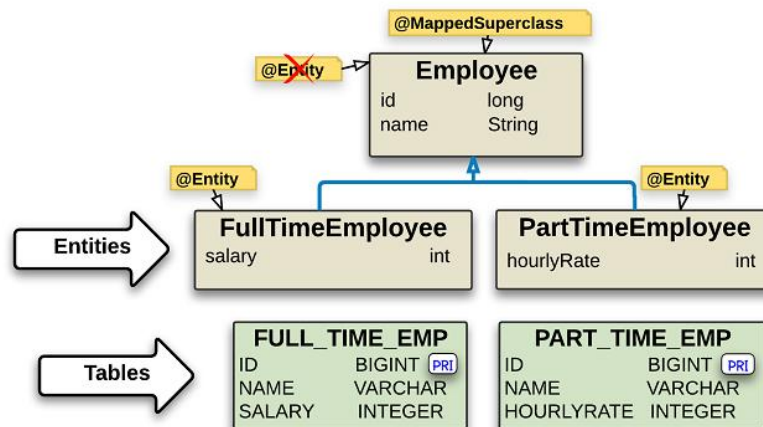 @MappedSuperclass
@Entity
Employee
id long
name String
@Entity
@Entity
Entities
FullTimeEmployee
salary int
PartTimeEmployee
hourlyRate int
Tables
FULL_TIME_EMP
ID BIGINT PRI
NAME VARCHAR
SALARY INTEGER
PART_TIME_EMP
ID BIGINT PRI
NAME VARCHAR
HOURLYRATE INTEGER